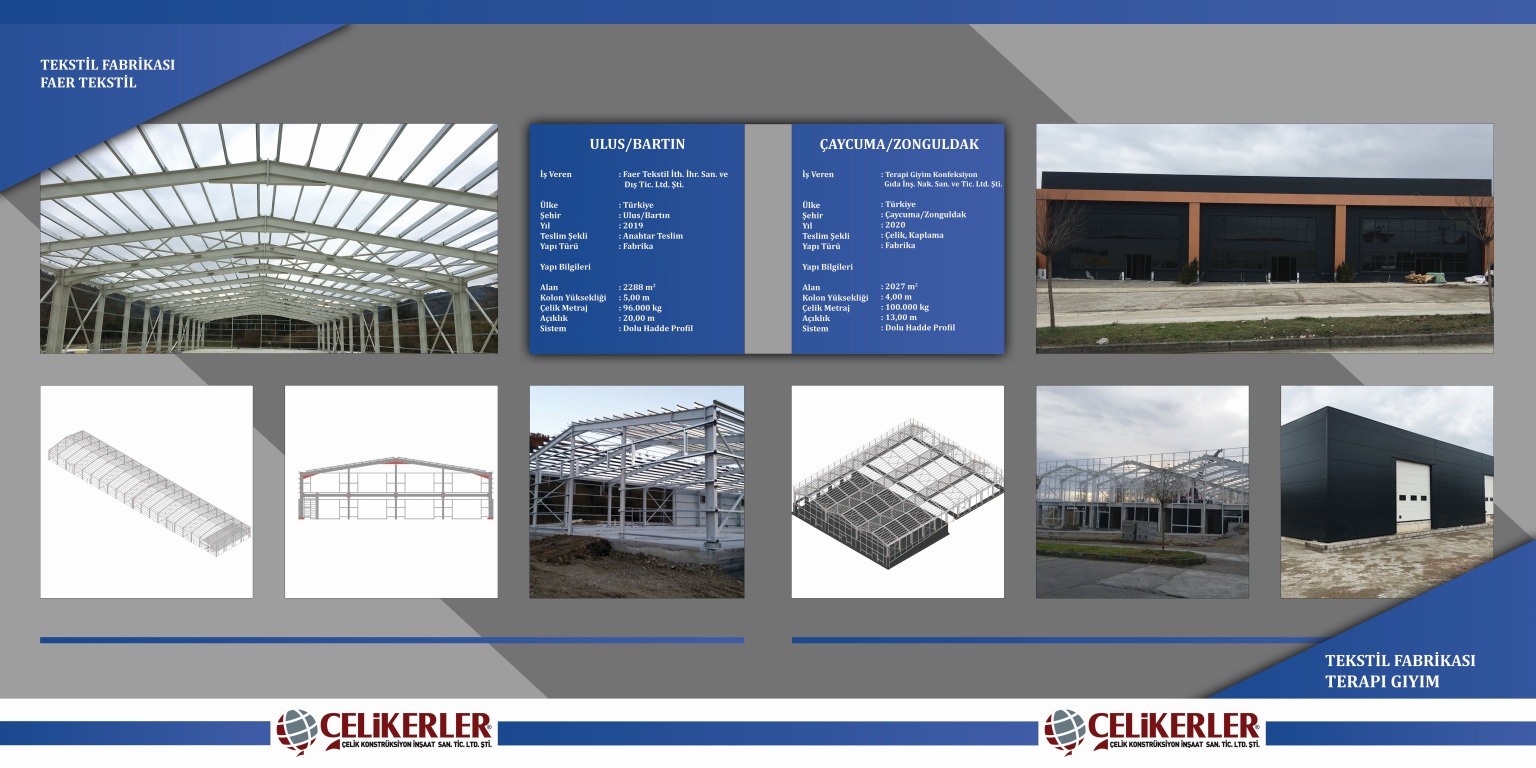 TEKSTİL FABRİKASI
FAER TEKSTİL
ULUS/BARTIN
İş Veren : Faer Tekstil İth. İhr. San. ve
Dış Tic. Ltd. Şti.
Ülke : Türkiye
Şehir : Ulus/Bartın
Yıl : 2019
Teslim Şekli : Anahtar Teslim
Yapı Türü : Fabrika
Yapı Bilgileri
Alan : 2288 m²
Kolon Yüksekliği : 5,00 m
Çelik Metraj : 96.000 kg
Açıklık : 20,00 m
Sistem : Dolu Hadde Profil
ÇAYCUMA/ZONGULDAK
İş Veren : Terapi Giyim Konfeksiyon
Gıda İnş. Nak. San. ve Tic. Ltd. Şti.
Ülke : Türkiye
Şehir : Çaycuma/Zonguldak
Yıl : 2020
Teslim Şekli : Çelik, Kaplama
Yapı Türü : Fabrika
Yapı Bilgileri
Alan : 2027 m²
Kolon Yüksekliği : 4,00 m
Çelik Metraj : 100.000 kg
Açıklık : 13,00 m
Sistem : Dolu Hadde Profil
TEKSTİL FABRİKASI
TERAPI GIYIM
ÇELiKERLER®
ÇELİK KONSTRÜKSİYON İNŞAAT SAN. TİC. LTD. ŞTİ.
ÇELiKERLER®
ÇELİK KONSTRÜKSİYON İNŞAAT SAN. TİC. LTD. ŞTİ.